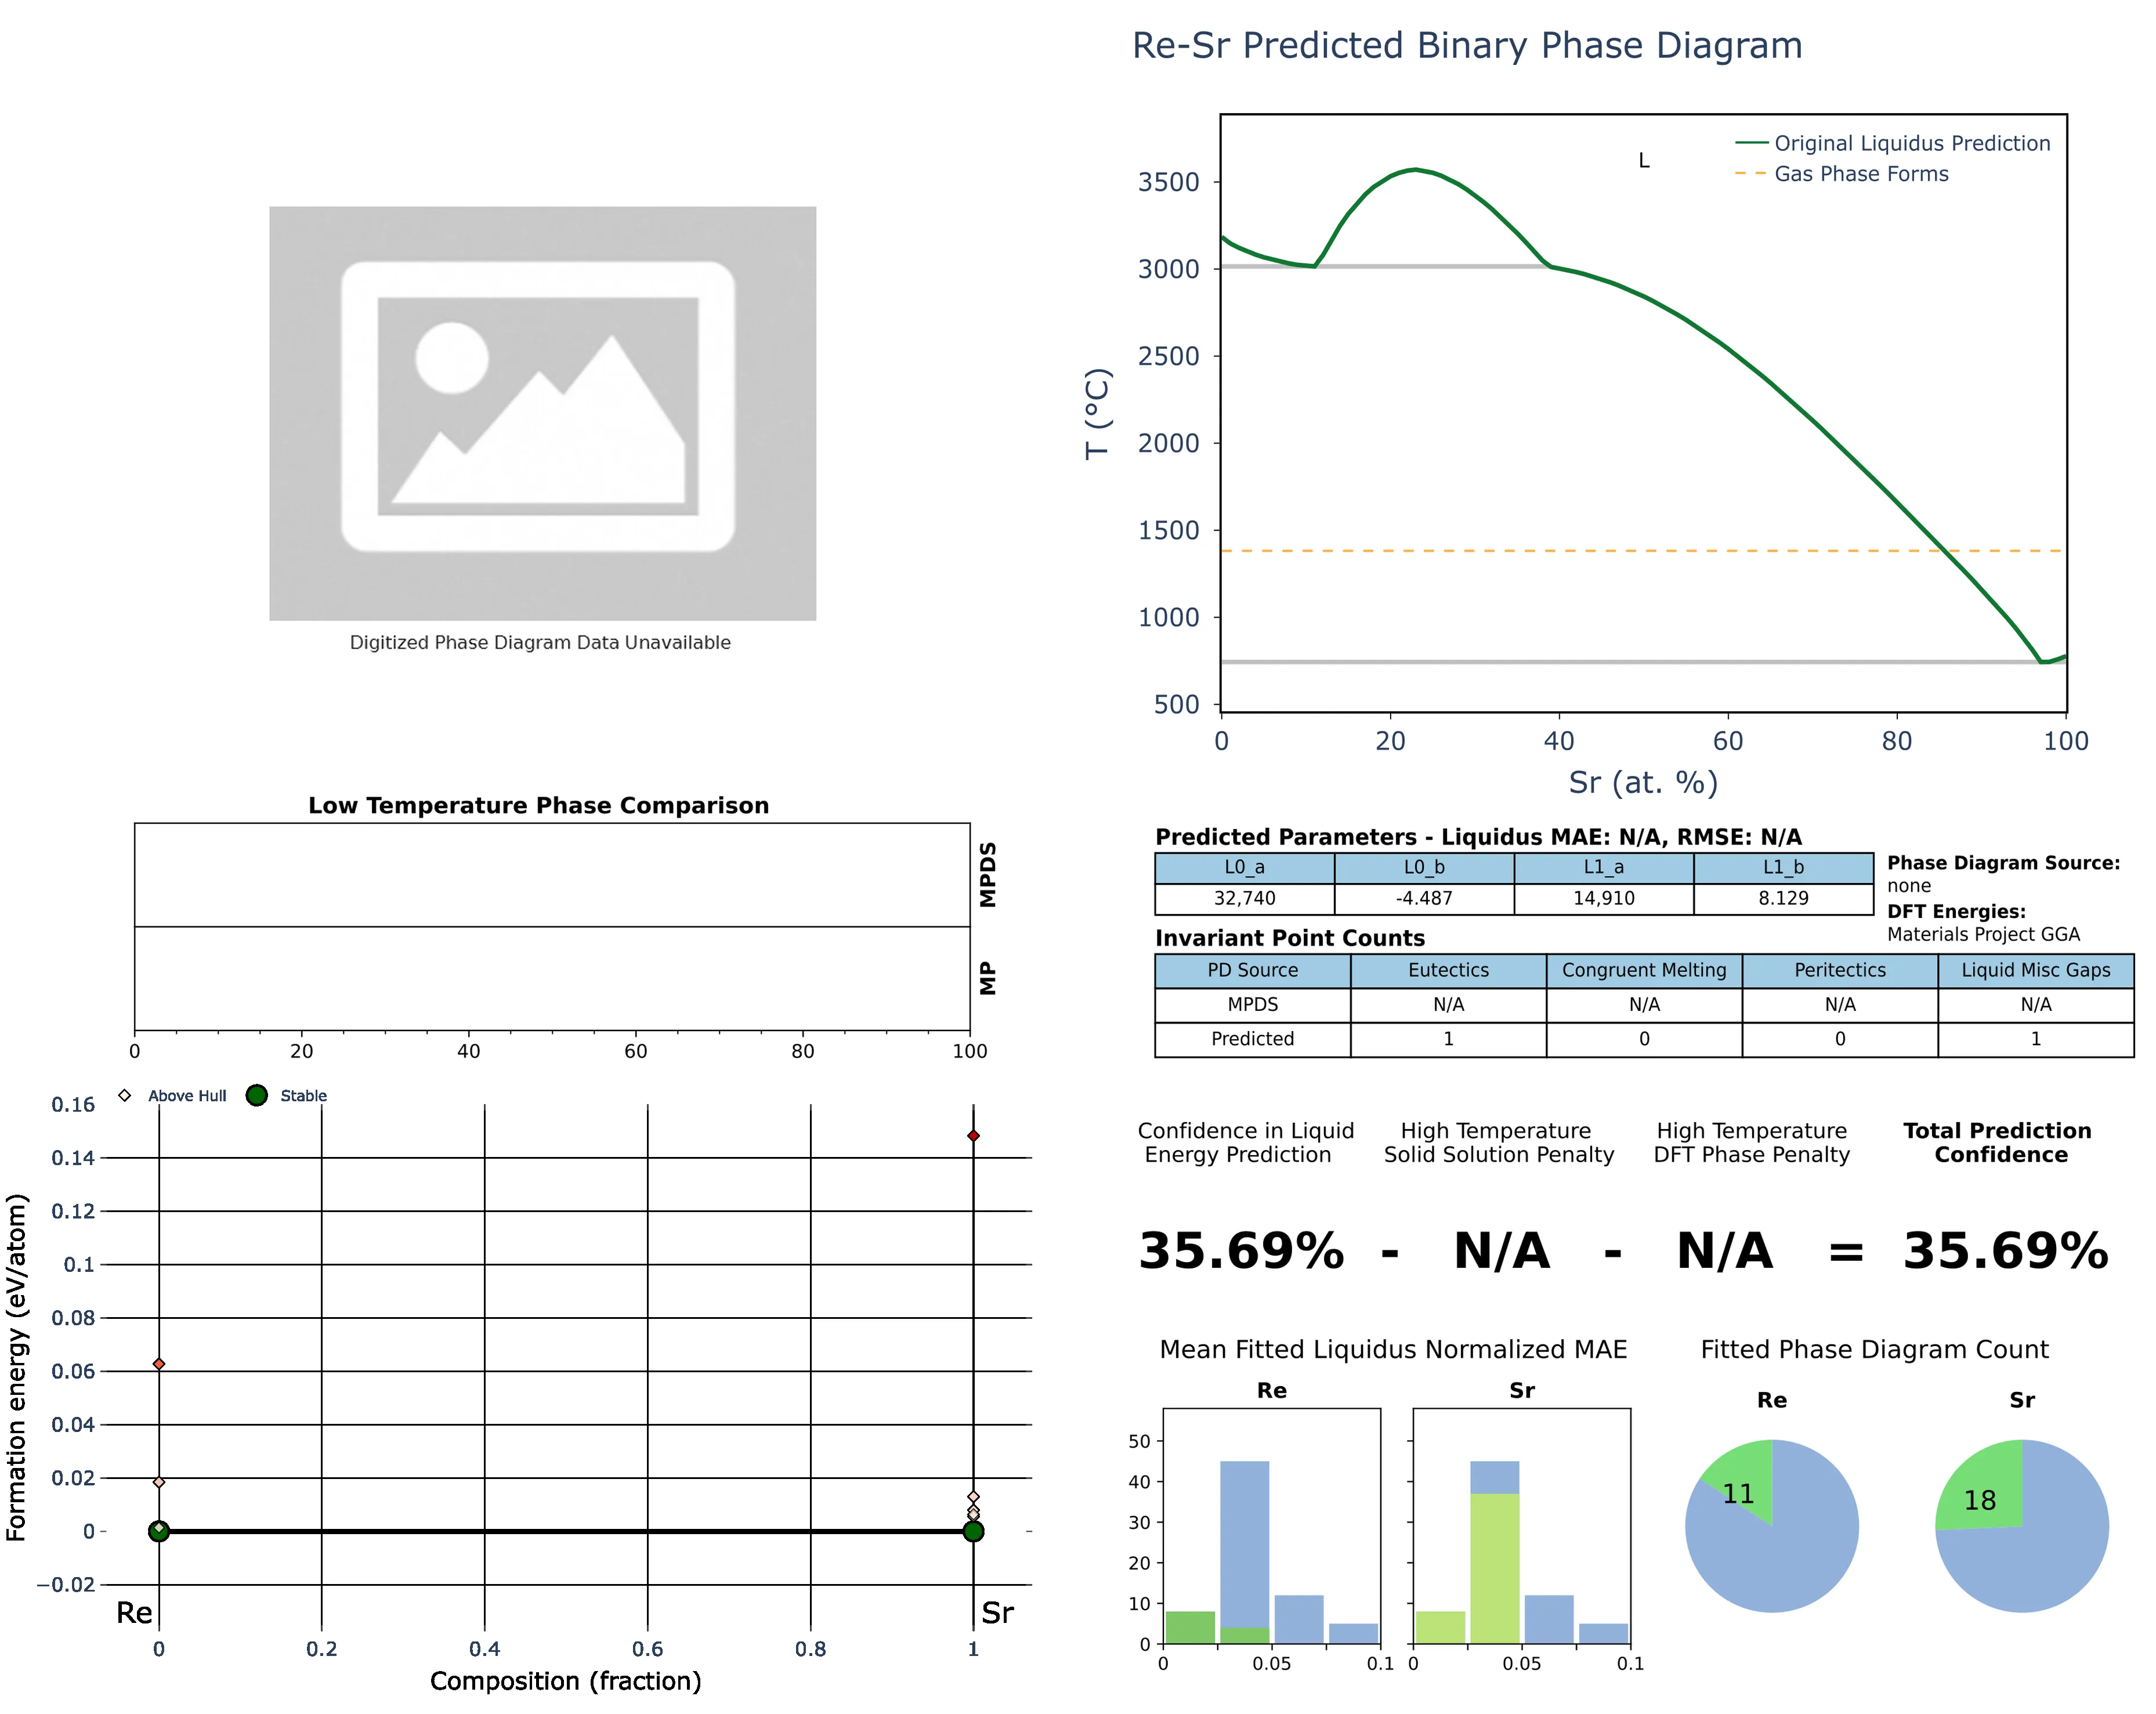 Re-Sr Predicted Binary Phase Diagram
Digitized Phase Diagram Data Unavailable
Original Liquidus Prediction
Gas Phase Forms
L
T (°C)
3500
3000
2500
2000
1500
1000
500
0 20 40 60 80 100
Sr (at. %)
Low Temperature Phase Comparison
MPDS
MP
0 20 40 60 80 100
Predicted Parameters - Liquidus MAE: N/A, RMSE: N/A
L0_a L0_b L1_a L1_b
32,740 -4.487 14,910 8.129
Phase Diagram Source:
none
DFT Energies:
Materials Project GGA
Invariant Point Counts
PD Source Eutectics Congruent Melting Peritectics Liquid Misc Gaps
MPDS N/A N/A N/A N/A
Predicted 1 0 0 1
Above Hull Stable
Formation energy (eV/atom)
0.16
0.14
0.12
0.1
0.08
0.06
0.04
0.02
0
−0.02
Re Sr
0 0.2 0.4 0.6 0.8 1
Composition (fraction)
Confidence in Liquid
Energy Prediction
High Temperature
Solid Solution Penalty
High Temperature
DFT Phase Penalty
Total Prediction
Confidence
35.69% - N/A - N/A = 35.69%
Mean Fitted Liquidus Normalized MAE
Re Sr
50
40
30
20
10
0
0 0.05 0.1 0 0.05 0.1
Fitted Phase Diagram Count
Re Sr
11 18